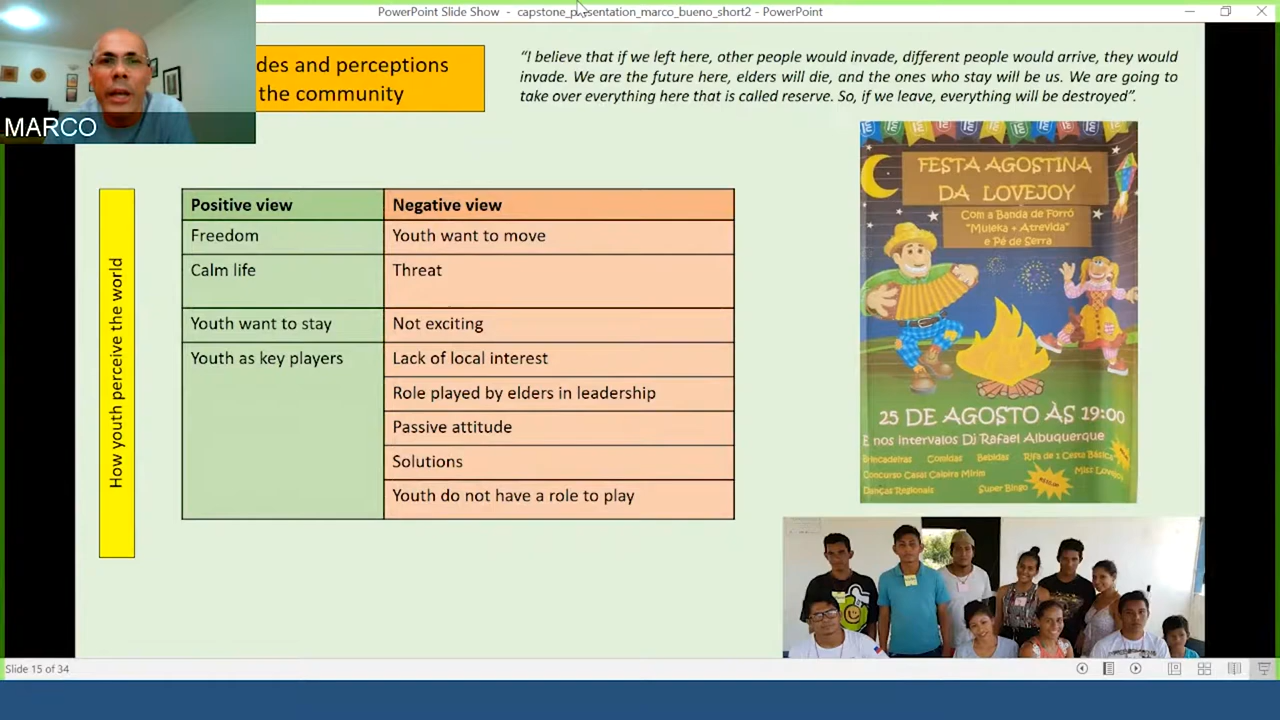 PowerPoint Slide Show - capstone_presentation_marco_bueno_short2 - PowerPoint
MARCO
des and perceptions
the community
“I believe that if we left here, other people would invade, different people would arrive, they would
invade. We are the future here, elders will die, and the ones who stay will be us. We are going to
take over everything here that is called reserve. So, if we leave, everything will be destroyed”.
How youth perceive the world
Positive view
Negative view
Freedom
Youth want to move
Calm life
Threat
Youth want to stay
Not exciting
Youth as key players
Lack of local interest
Role played by elders in leadership
Passive attitude
Solutions
Youth do not have a role to play
FESTA AGOSTINA
DA LOVEJOY
Com a Banda de Forró
"Muleka + Atrevida"
e Pé de Serra
25 DE AGOSTO ÀS 19:00
E nos intervalos Dj Rafael Albuquerque
Brincadeiras Comidas Bebidas Rifa de 1 Cesta Básica
Concurso Casal Caipira Mirim
Miss Lovejoy
Danças Regionais
Super Bingo
Slide 15 of 34